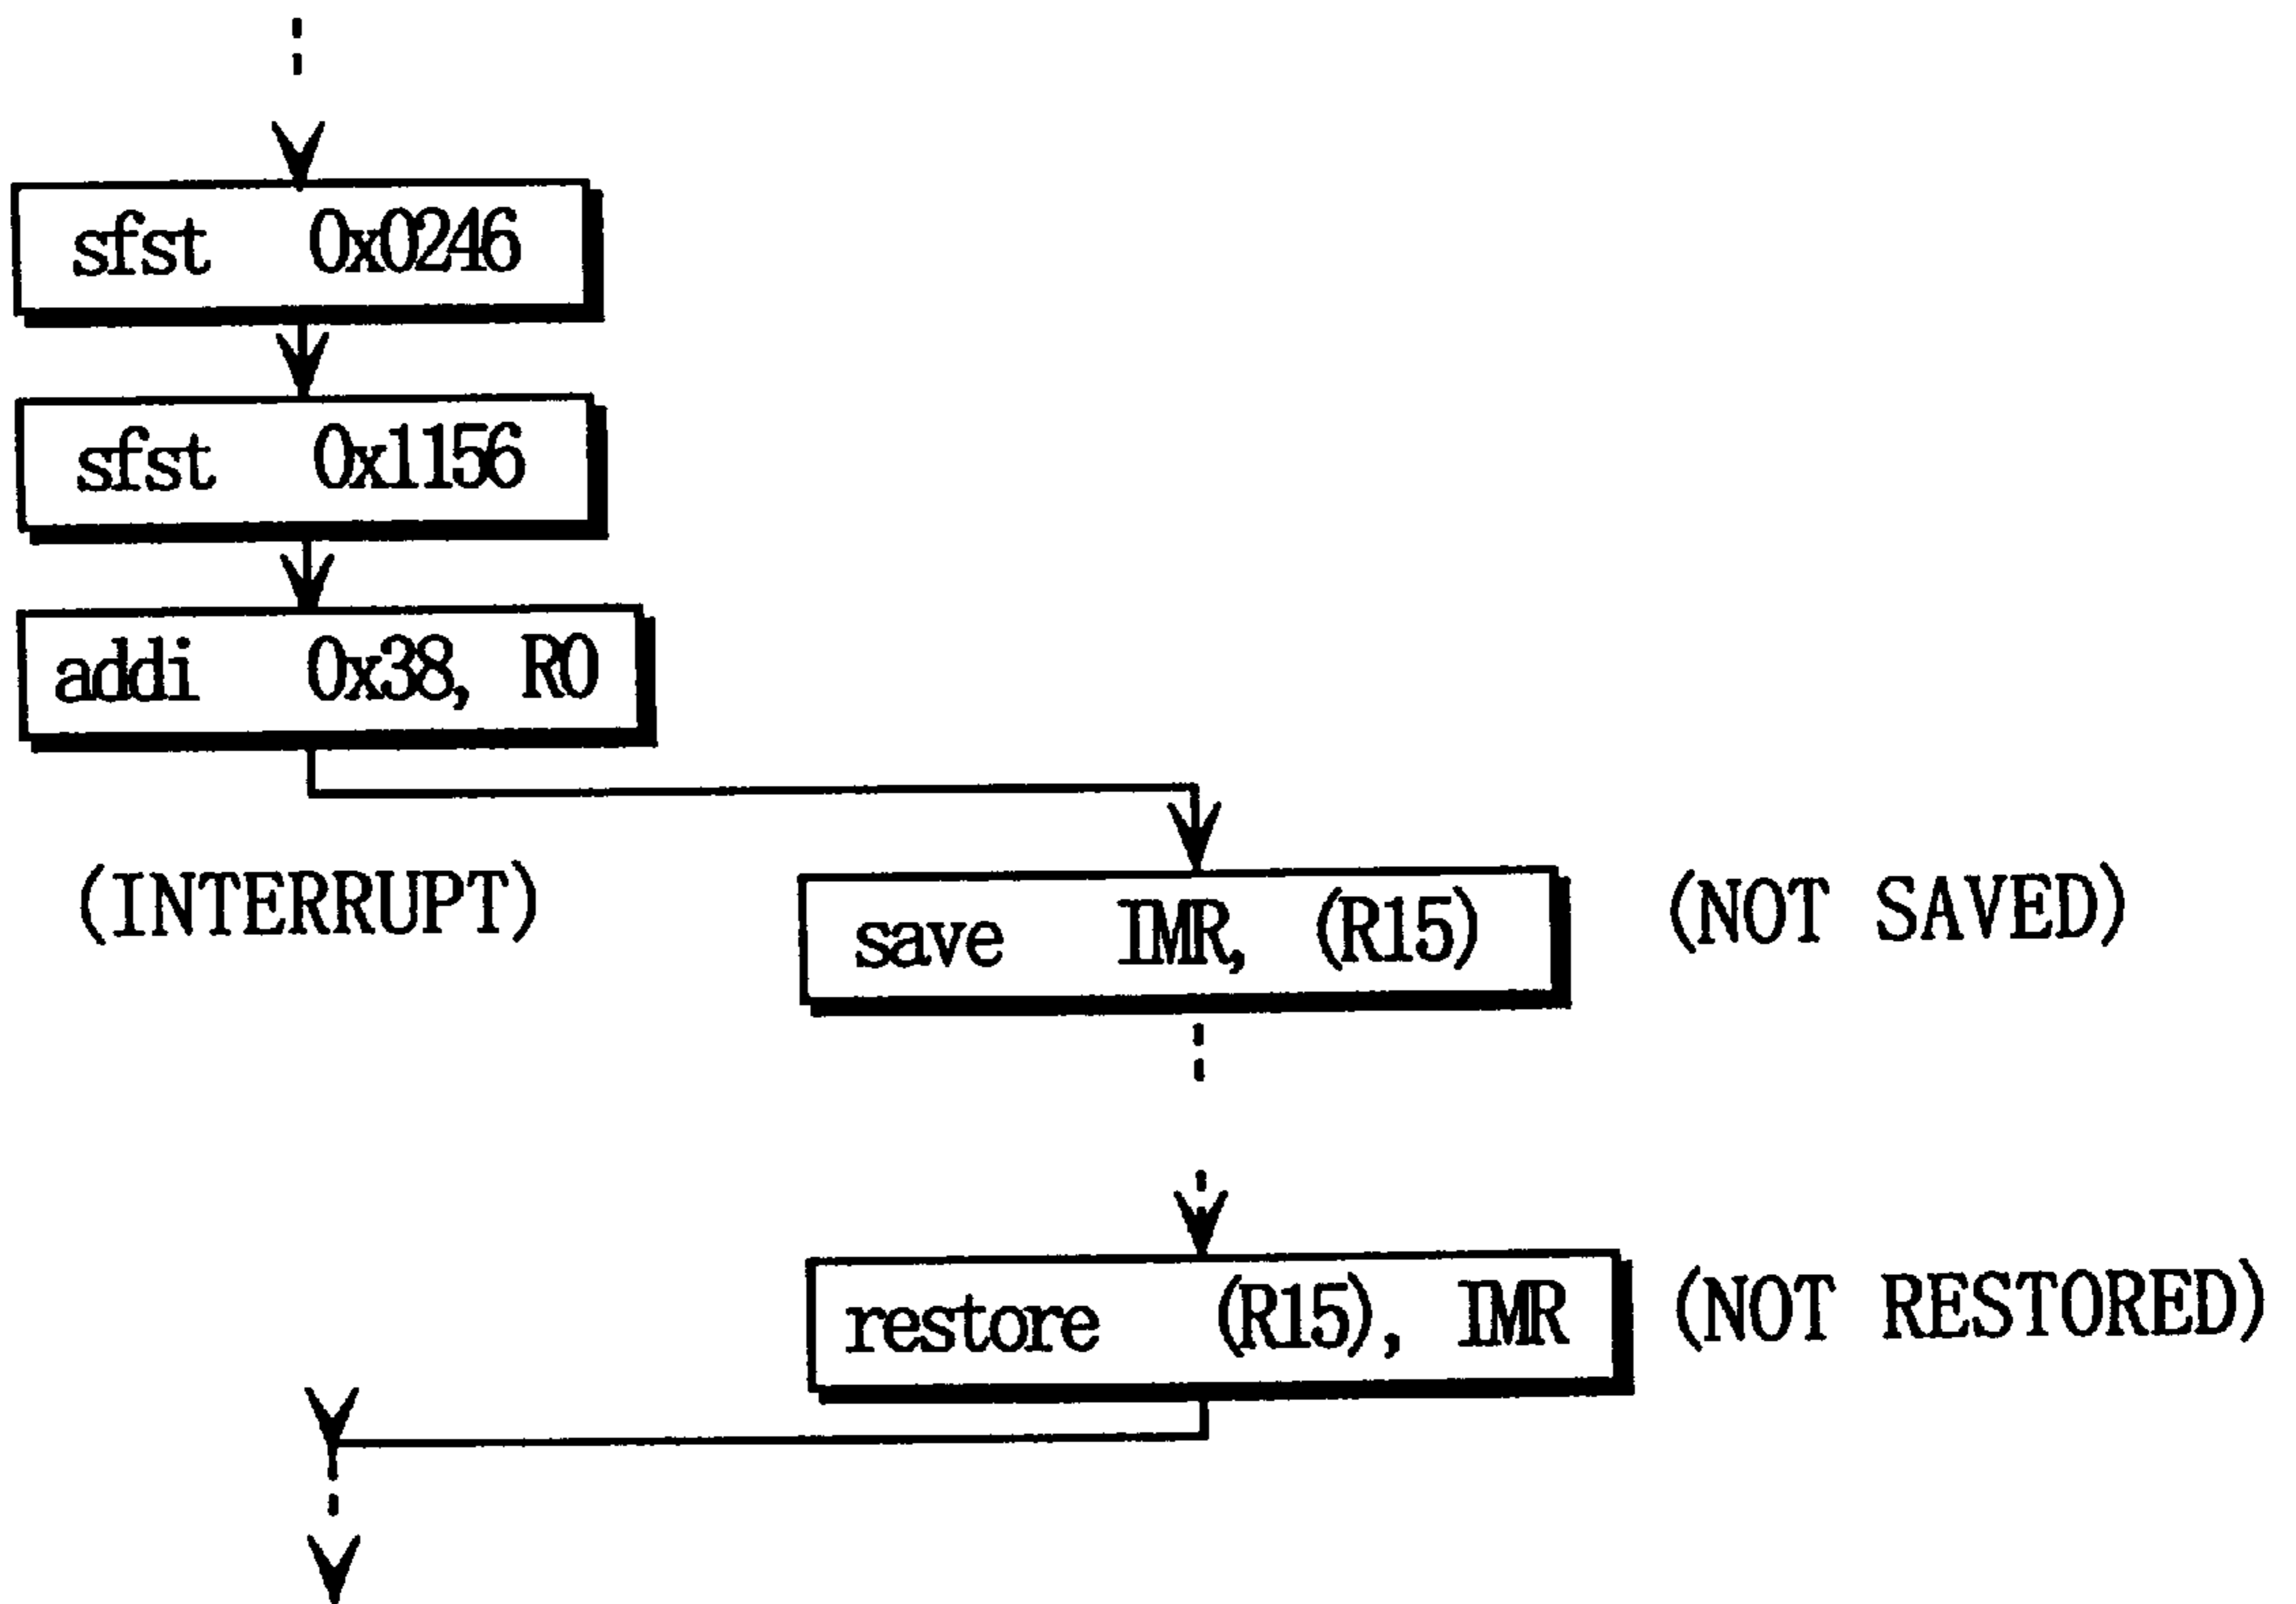 sfst 0x0246
sfst 0x1156
addi 0x38, R0
(INTERRUPT)
save IMR, (R15)
(NOT SAVED)
restore (R15), IMR
(NOT RESTORED)